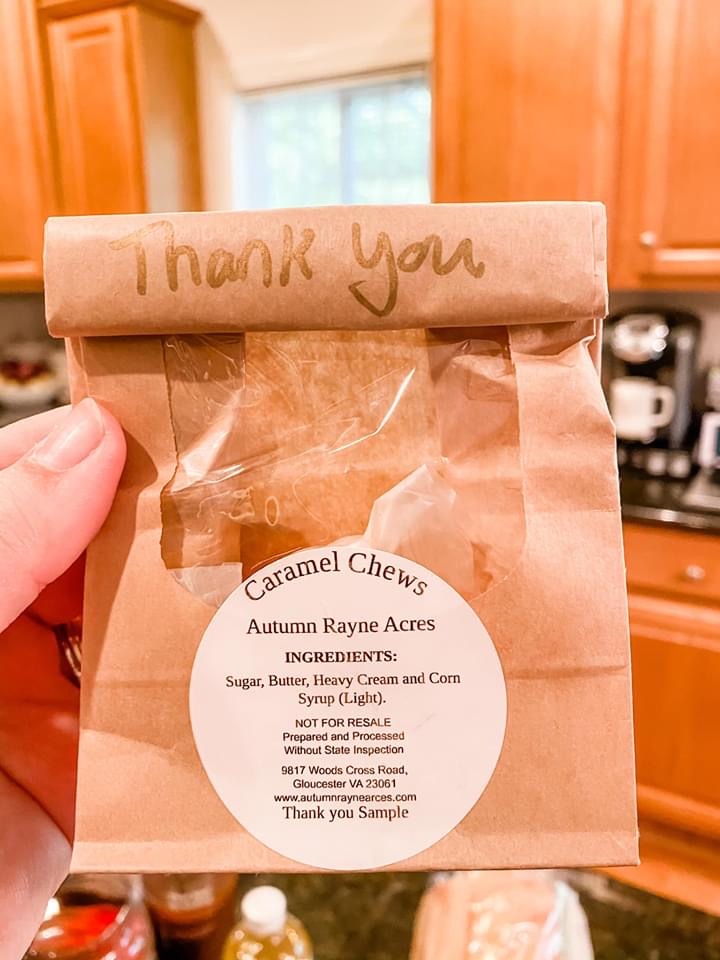 Thank You
Caramel Chews
Autumn Rayne Acres
INGREDIENTS:
Sugar, Butter, Heavy Cream and Corn
Syrup (Light).
NOT FOR RESALE
Prepared and Processed
Without State Inspection
9817 Woods Cross Road,
Gloucester VA 23061
www.autumnraynearces.com
Thank you Sample